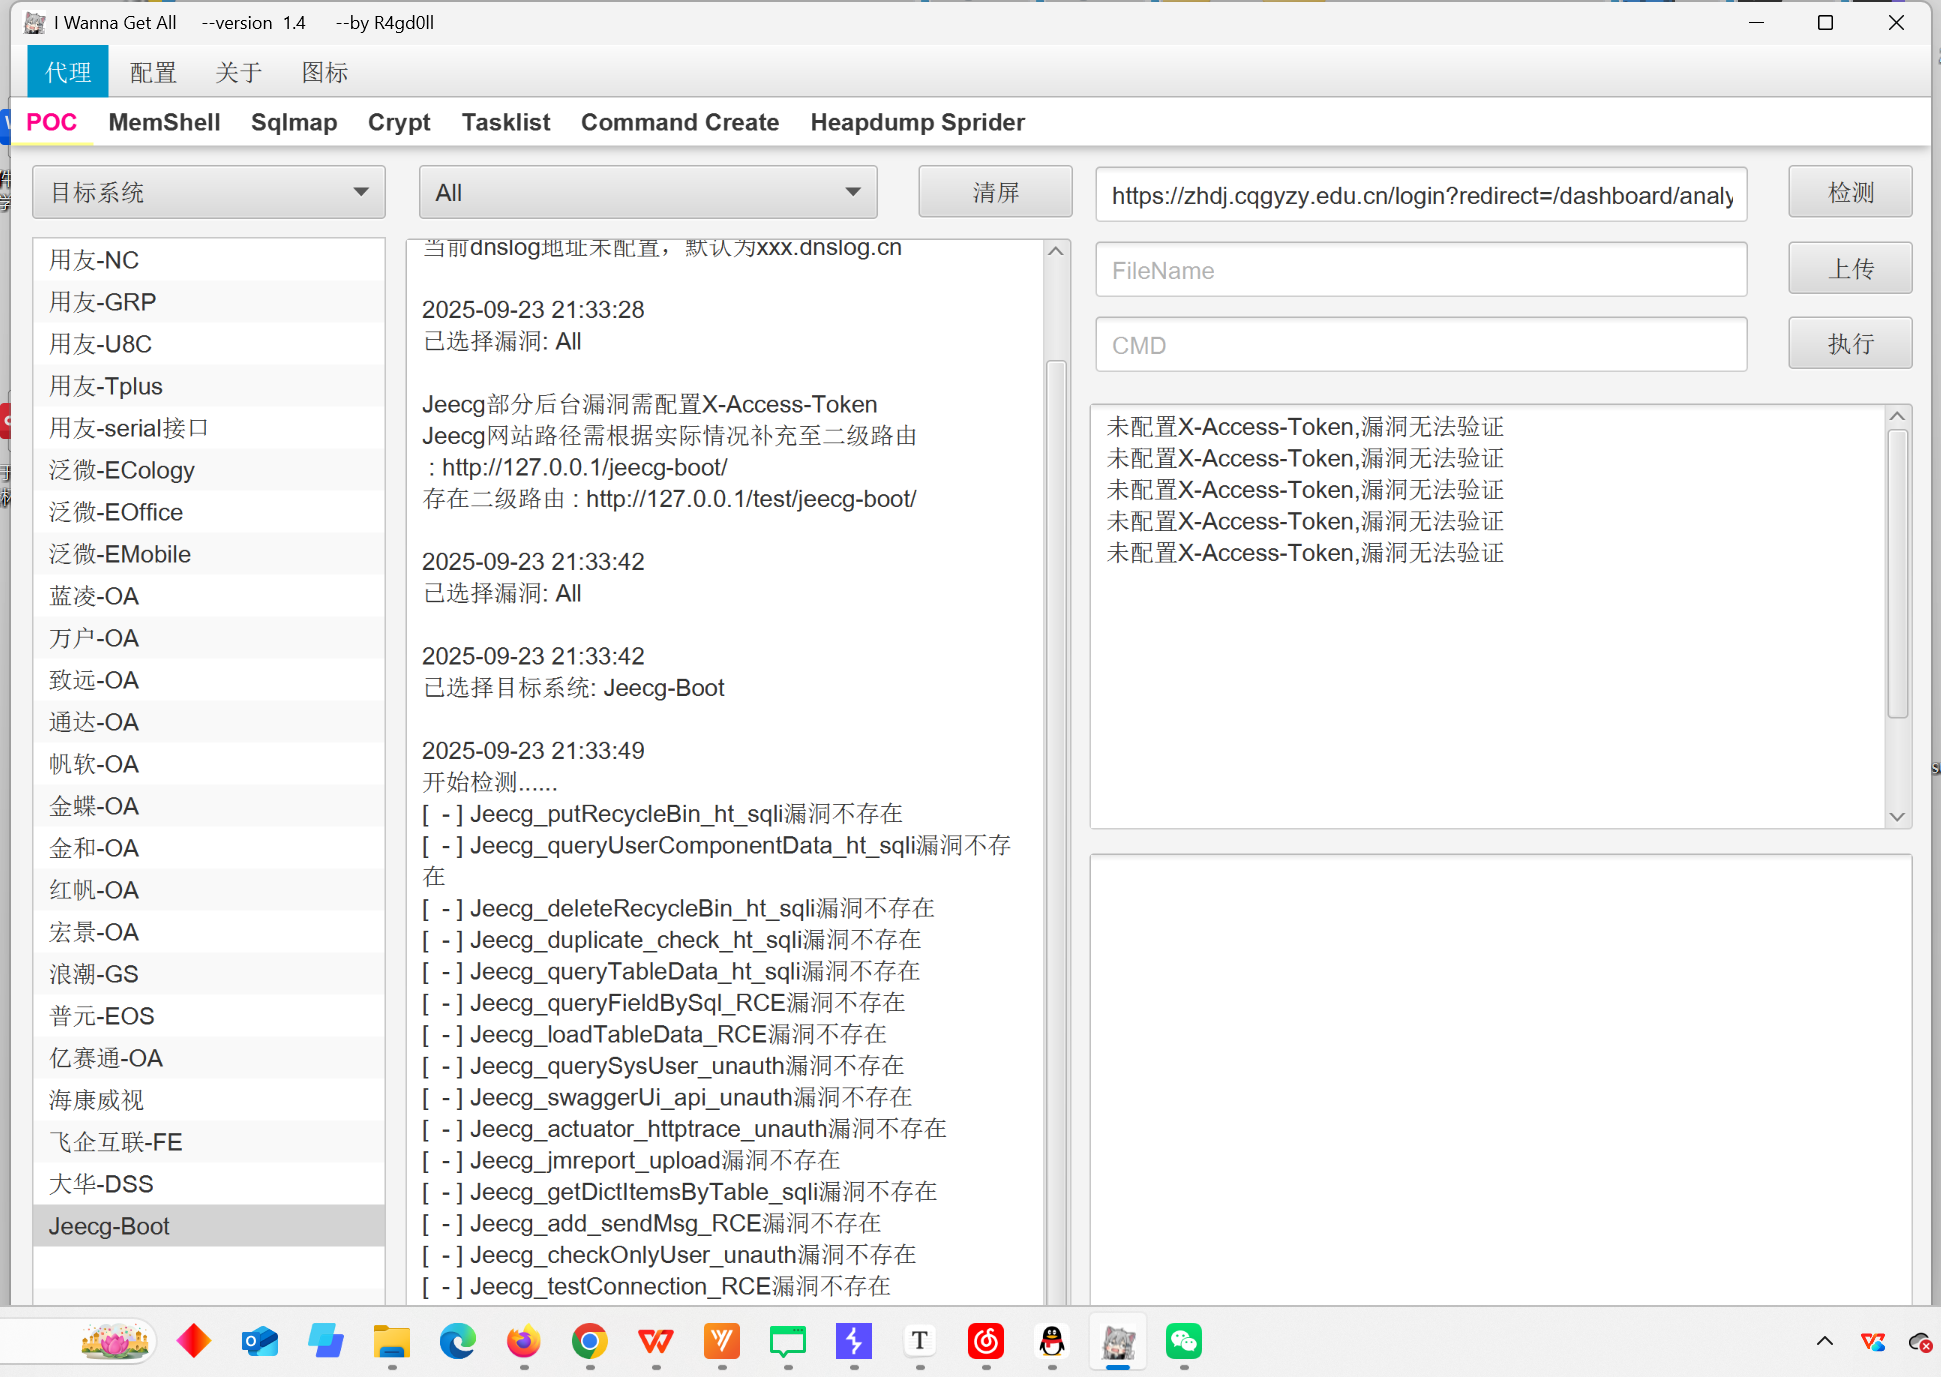 I Wanna Get All --version 1.4 --by R4gd0ll
代理 配置 关于 图标
POC MemShell Sqlmap Crypt Tasklist Command Create Heapdump Sprider
目标系统
All
清屏
https://zhdj.cqgyzy.edu.cn/login?redirect=/dashboard/analy
检测
FileName
上传
CMD
执行
用友-NC
用友-GRP
用友-U8C
用友-Tplus
用友-serial接口
泛微-ECology
泛微-EOffice
泛微-EMobile
蓝凌-OA
万户-OA
致远-OA
通达-OA
帆软-OA
金蝶-OA
金和-OA
红帆-OA
宏景-OA
浪潮-GS
普元-EOS
亿赛通-OA
海康威视
飞企互联-FE
大华-DSS
Jeecg-Boot
当前dnslog地址未配置，默认为xxx.dnslog.cn
2025-09-23 21:33:28
已选择漏洞: All
Jeecg部分后台漏洞需配置X-Access-Token
Jeecg网站路径需根据实际情况补充至二级路由
: http://127.0.0.1/jeecg-boot/
存在二级路由 : http://127.0.0.1/test/jeecg-boot/
2025-09-23 21:33:42
已选择漏洞: All
2025-09-23 21:33:42
已选择目标系统: Jeecg-Boot
2025-09-23 21:33:49
开始检测......
[ - ] Jeecg_putRecycleBin_ht_sqli漏洞不存在
[ - ] Jeecg_queryUserComponentData_ht_sqli漏洞不存
在
[ - ] Jeecg_deleteRecycleBin_ht_sqli漏洞不存在
[ - ] Jeecg_duplicate_check_ht_sqli漏洞不存在
[ - ] Jeecg_queryTableData_ht_sqli漏洞不存在
[ - ] Jeecg_queryFieldBySql_RCE漏洞不存在
[ - ] Jeecg_loadTableData_RCE漏洞不存在
[ - ] Jeecg_querySysUser_unauth漏洞不存在
[ - ] Jeecg_swaggerUi_api_unauth漏洞不存在
[ - ] Jeecg_actuator_httptrace_unauth漏洞不存在
[ - ] Jeecg_jmreport_upload漏洞不存在
[ - ] Jeecg_getDictItemsByTable_sqli漏洞不存在
[ - ] Jeecg_add_sendMsg_RCE漏洞不存在
[ - ] Jeecg_checkOnlyUser_unauth漏洞不存在
[ - ] Jeecg_testConnection_RCE漏洞不存在
未配置X-Access-Token,漏洞无法验证
未配置X-Access-Token,漏洞无法验证
未配置X-Access-Token,漏洞无法验证
未配置X-Access-Token,漏洞无法验证
未配置X-Access-Token,漏洞无法验证